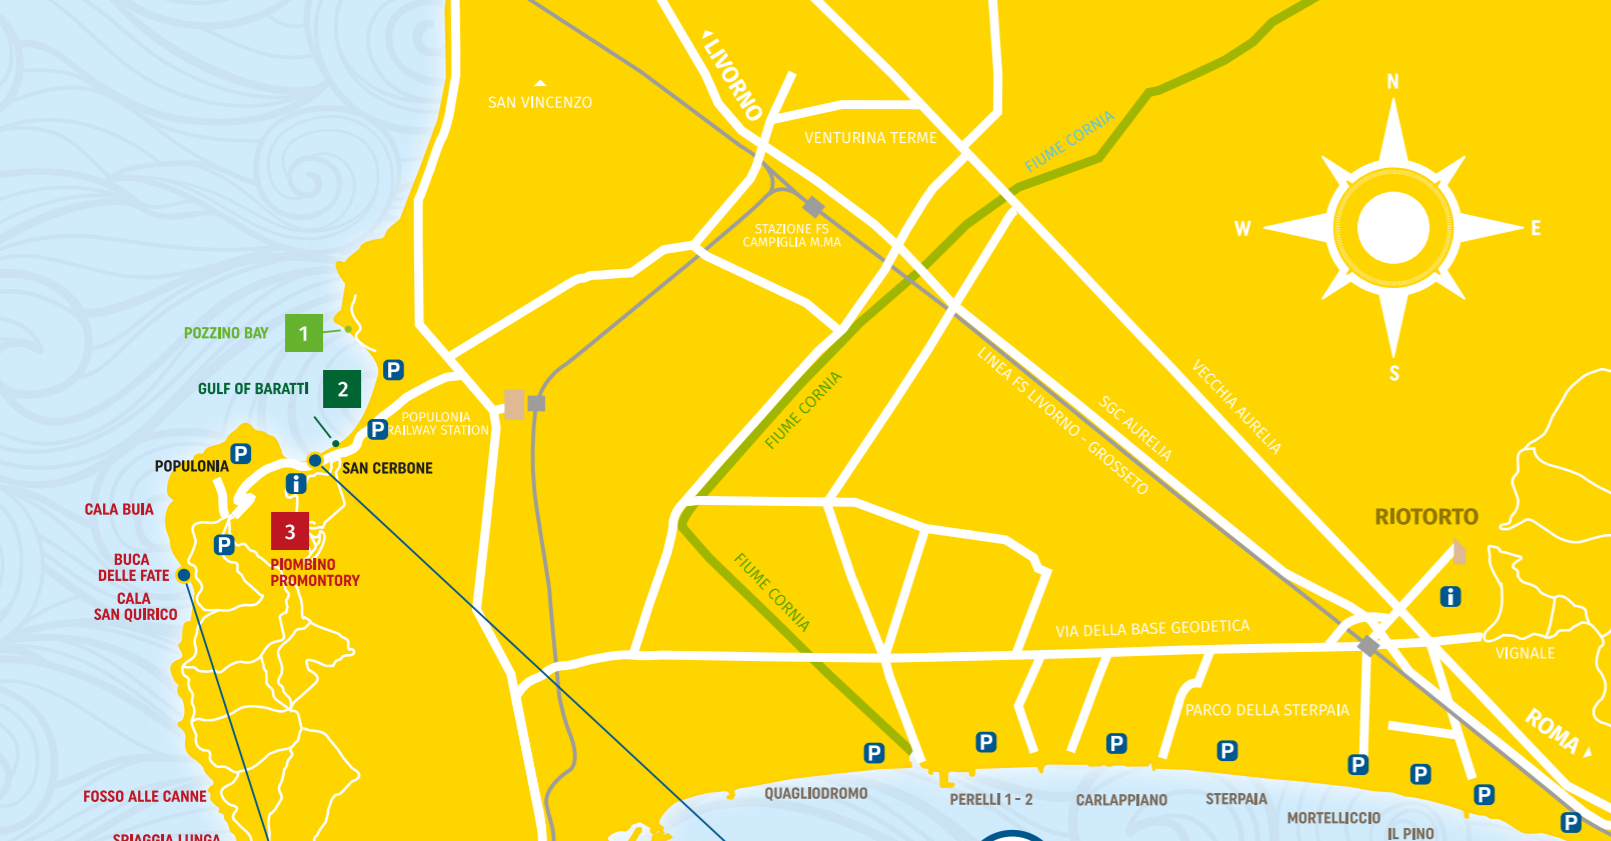 LIVORNO
SAN VINCENZO
VENTURINA TERME
FIUME CORNIA
N
W
E
S
STAZIONE FS
CAMPIGLIA M.MA
POZZINO BAY
1
GULF OF BARATTI
2
P
POPULONIA
RAILWAY STATION
P
P
POPULONIA
SAN CERBONE
i
CALA BUIA
3
P
PIOMBINO
PROMONTORY
BUCA
DELLE FATE
CALA
SAN QUIRICO
FIUME CORNIA
LINEA FS LIVORNO - GROSSETO
SGC AURELIA
VECCHIA AURELIA
RIOTORTO
i
FIUME CORNIA
VIA DELLA BASE GEODETICA
VIGNALE
PARCO DELLA STERPAIA
ROMA
P
P
P
P
P
P
P
P
FOSSO ALLE CANNE
SPIAGGIA LUNGA
QUAGLIODROMO
PERELLI 1 - 2
CARLAPPIANO
STERPAIA
MORTELLICCIO
IL PINO